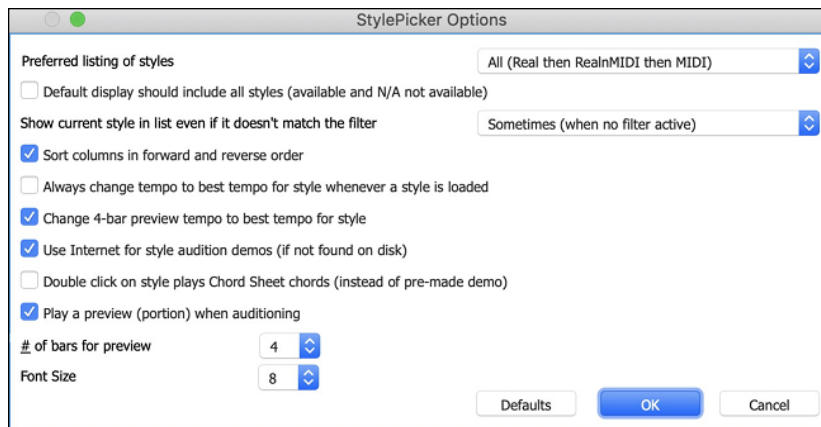 StylePicker Options
Preferred listing of styles All (Real then RealnMIDI then MIDI)
Default display should include all styles (available and N/A not available)
Show current style in list even if it doesn't match the filter Sometimes (when no filter active)
Sort columns in forward and reverse order
Always change tempo to best tempo for style whenever a style is loaded
Change 4-bar preview tempo to best tempo for style
Use Internet for style audition demos (if not found on disk)
Double click on style plays Chord Sheet chords (instead of pre-made demo)
Play a preview (portion) when auditioning
# of bars for preview 4
Font Size 8
Defaults OK Cancel